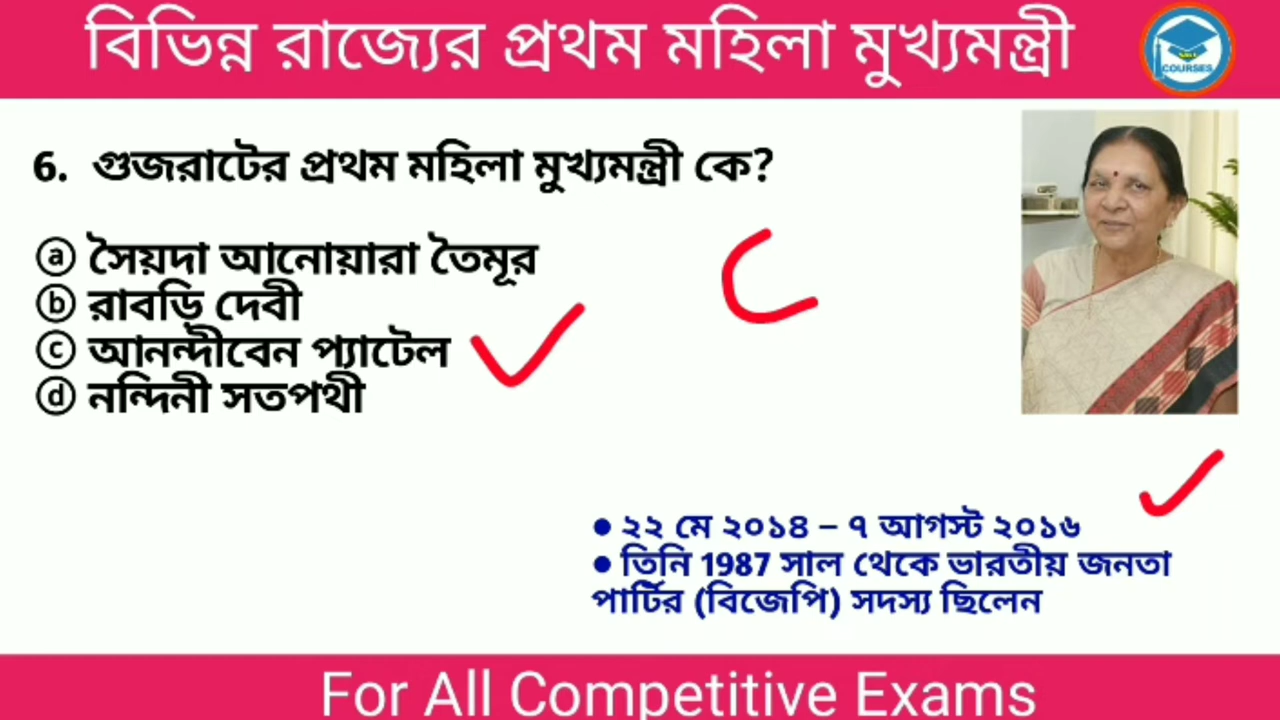 বিভিন্ন রাজ্যের প্রথম মহিলা মুখ্যমন্ত্রী
COURSES
6. গুজরাটের প্রথম মহিলা মুখ্যমন্ত্রী কে?
ⓐ সৈয়দা আনোয়ারা তৈমূর
ⓑ রাবড়ি দেবী
ⓒ আনন্দীবেন প্যাটেল
ⓓ নন্দিনী সতপথী
C
● ২২ মে ২০১৪ – ৭ আগস্ট ২০১৬
● তিনি 1987 সাল থেকে ভারতীয় জনতা
পার্টির (বিজেপি) সদস্য ছিলেন
For All Competitive Exams